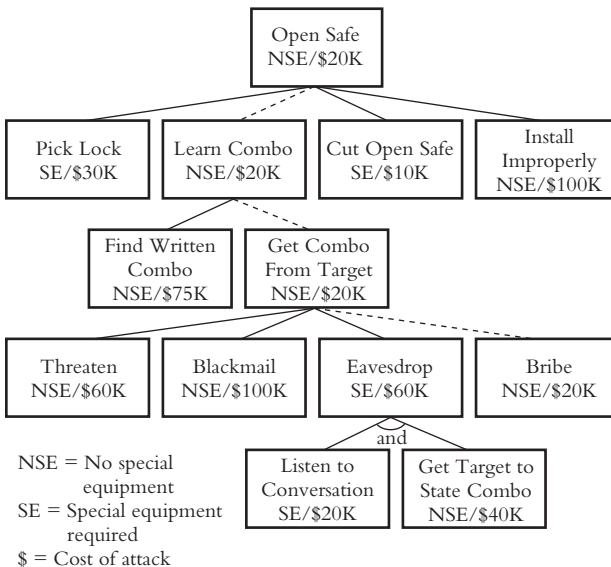 Open Safe
NSE/$20K
Pick Lock
SE/$30K
Learn Combo
NSE/$20K
Cut Open Safe
SE/$10K
Install
Improperly
NSE/$100K
Find Written
Combo
NSE/$75K
Get Combo
From Target
NSE/$20K
Threaten
NSE/$60K
Blackmail
NSE/$100K
Eavesdrop
SE/$60K
Bribe
NSE/$20K
and
Listen to
Conversation
SE/$20K
Get Target to
State Combo
NSE/$40K
NSE = No special
equipment
SE = Special equipment
required
$ = Cost of attack